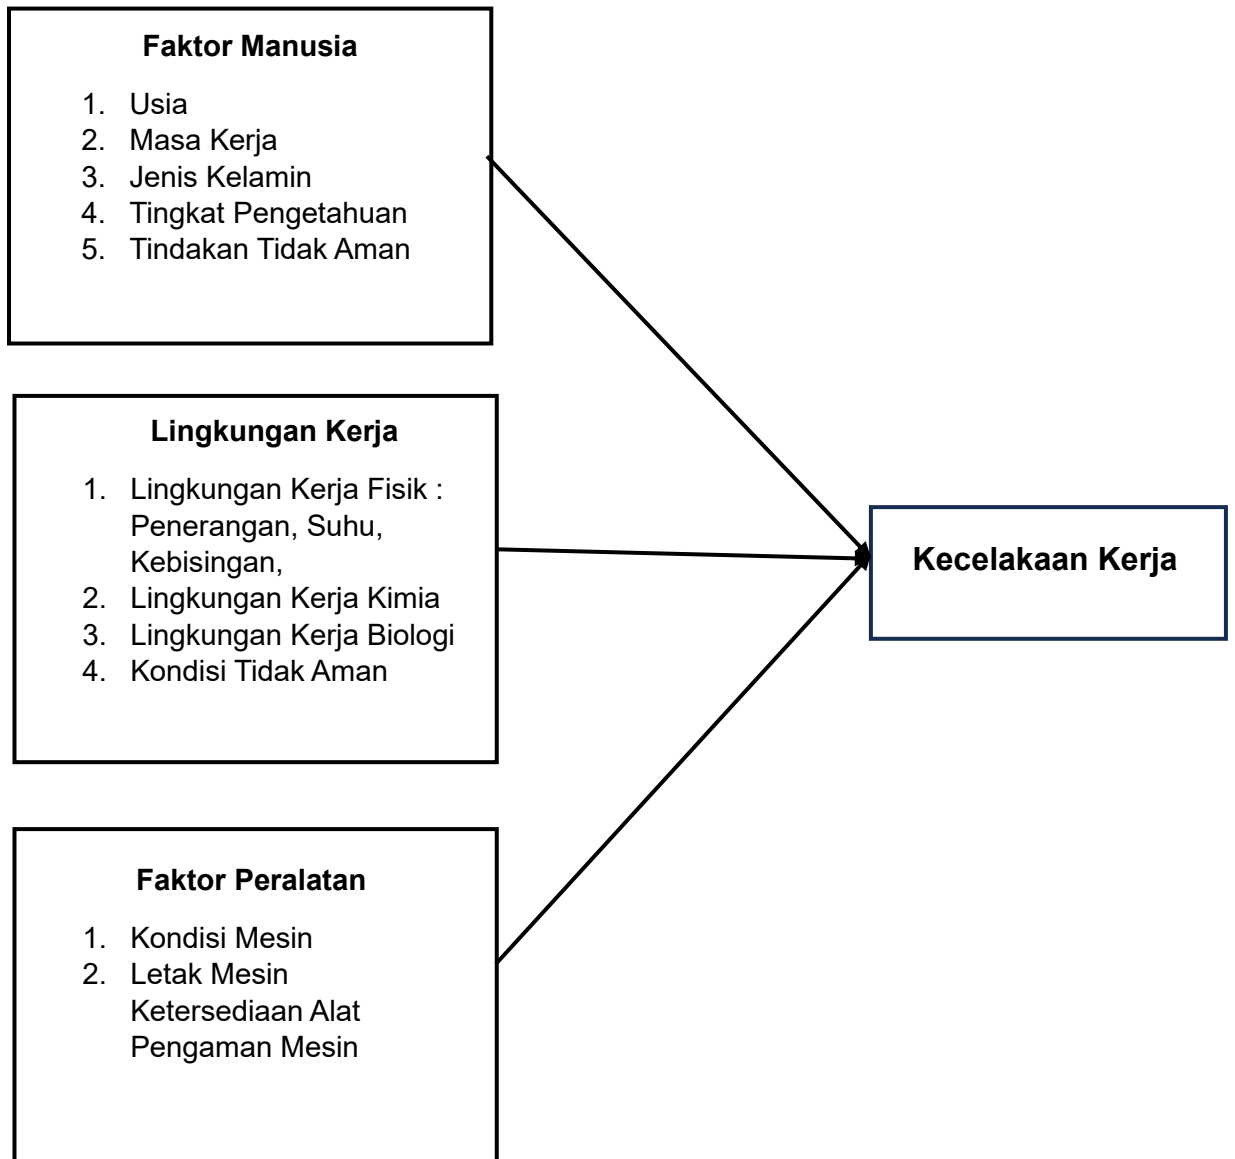 Faktor Manusia
1. Usia
2. Masa Kerja
3. Jenis Kelamin
4. Tingkat Pengetahuan
5. Tindakan Tidak Aman
Lingkungan Kerja
1. Lingkungan Kerja Fisik :
Penerangan, Suhu,
Kebisingan,
2. Lingkungan Kerja Kimia
3. Lingkungan Kerja Biologi
4. Kondisi Tidak Aman
Kecelakaan Kerja
Faktor Peralatan
1. Kondisi Mesin
2. Letak Mesin
Ketersediaan Alat
Pengaman Mesin